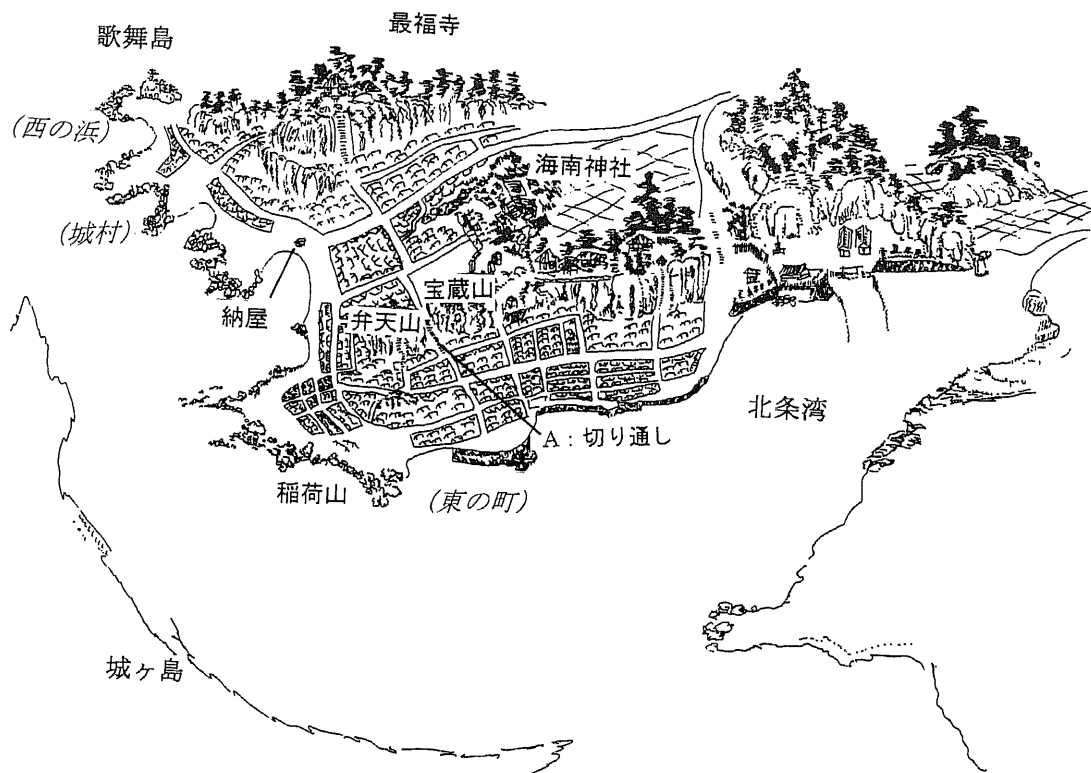 最福寺
歌舞島
(西の浜)
海南神社
(城村)
宝蔵山
納屋
弁天山
北条湾
A:切り通し
稲荷山
(東の町)
城ヶ島